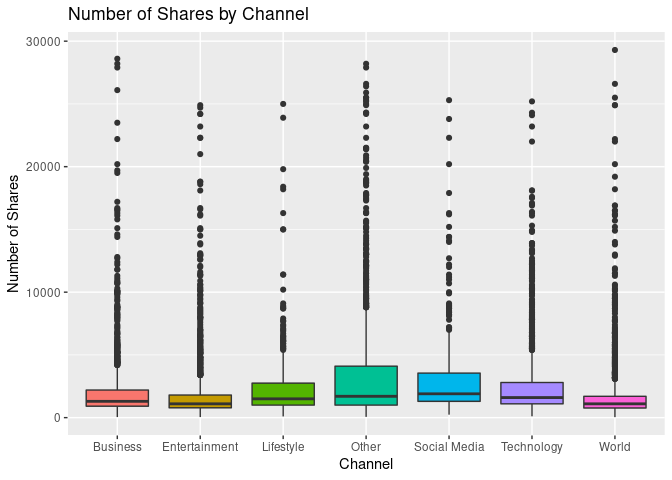 Number of Shares by Channel
Number of Shares
30000
20000
10000
0
Business Entertainment Lifestyle Other Social Media Technology World
Channel